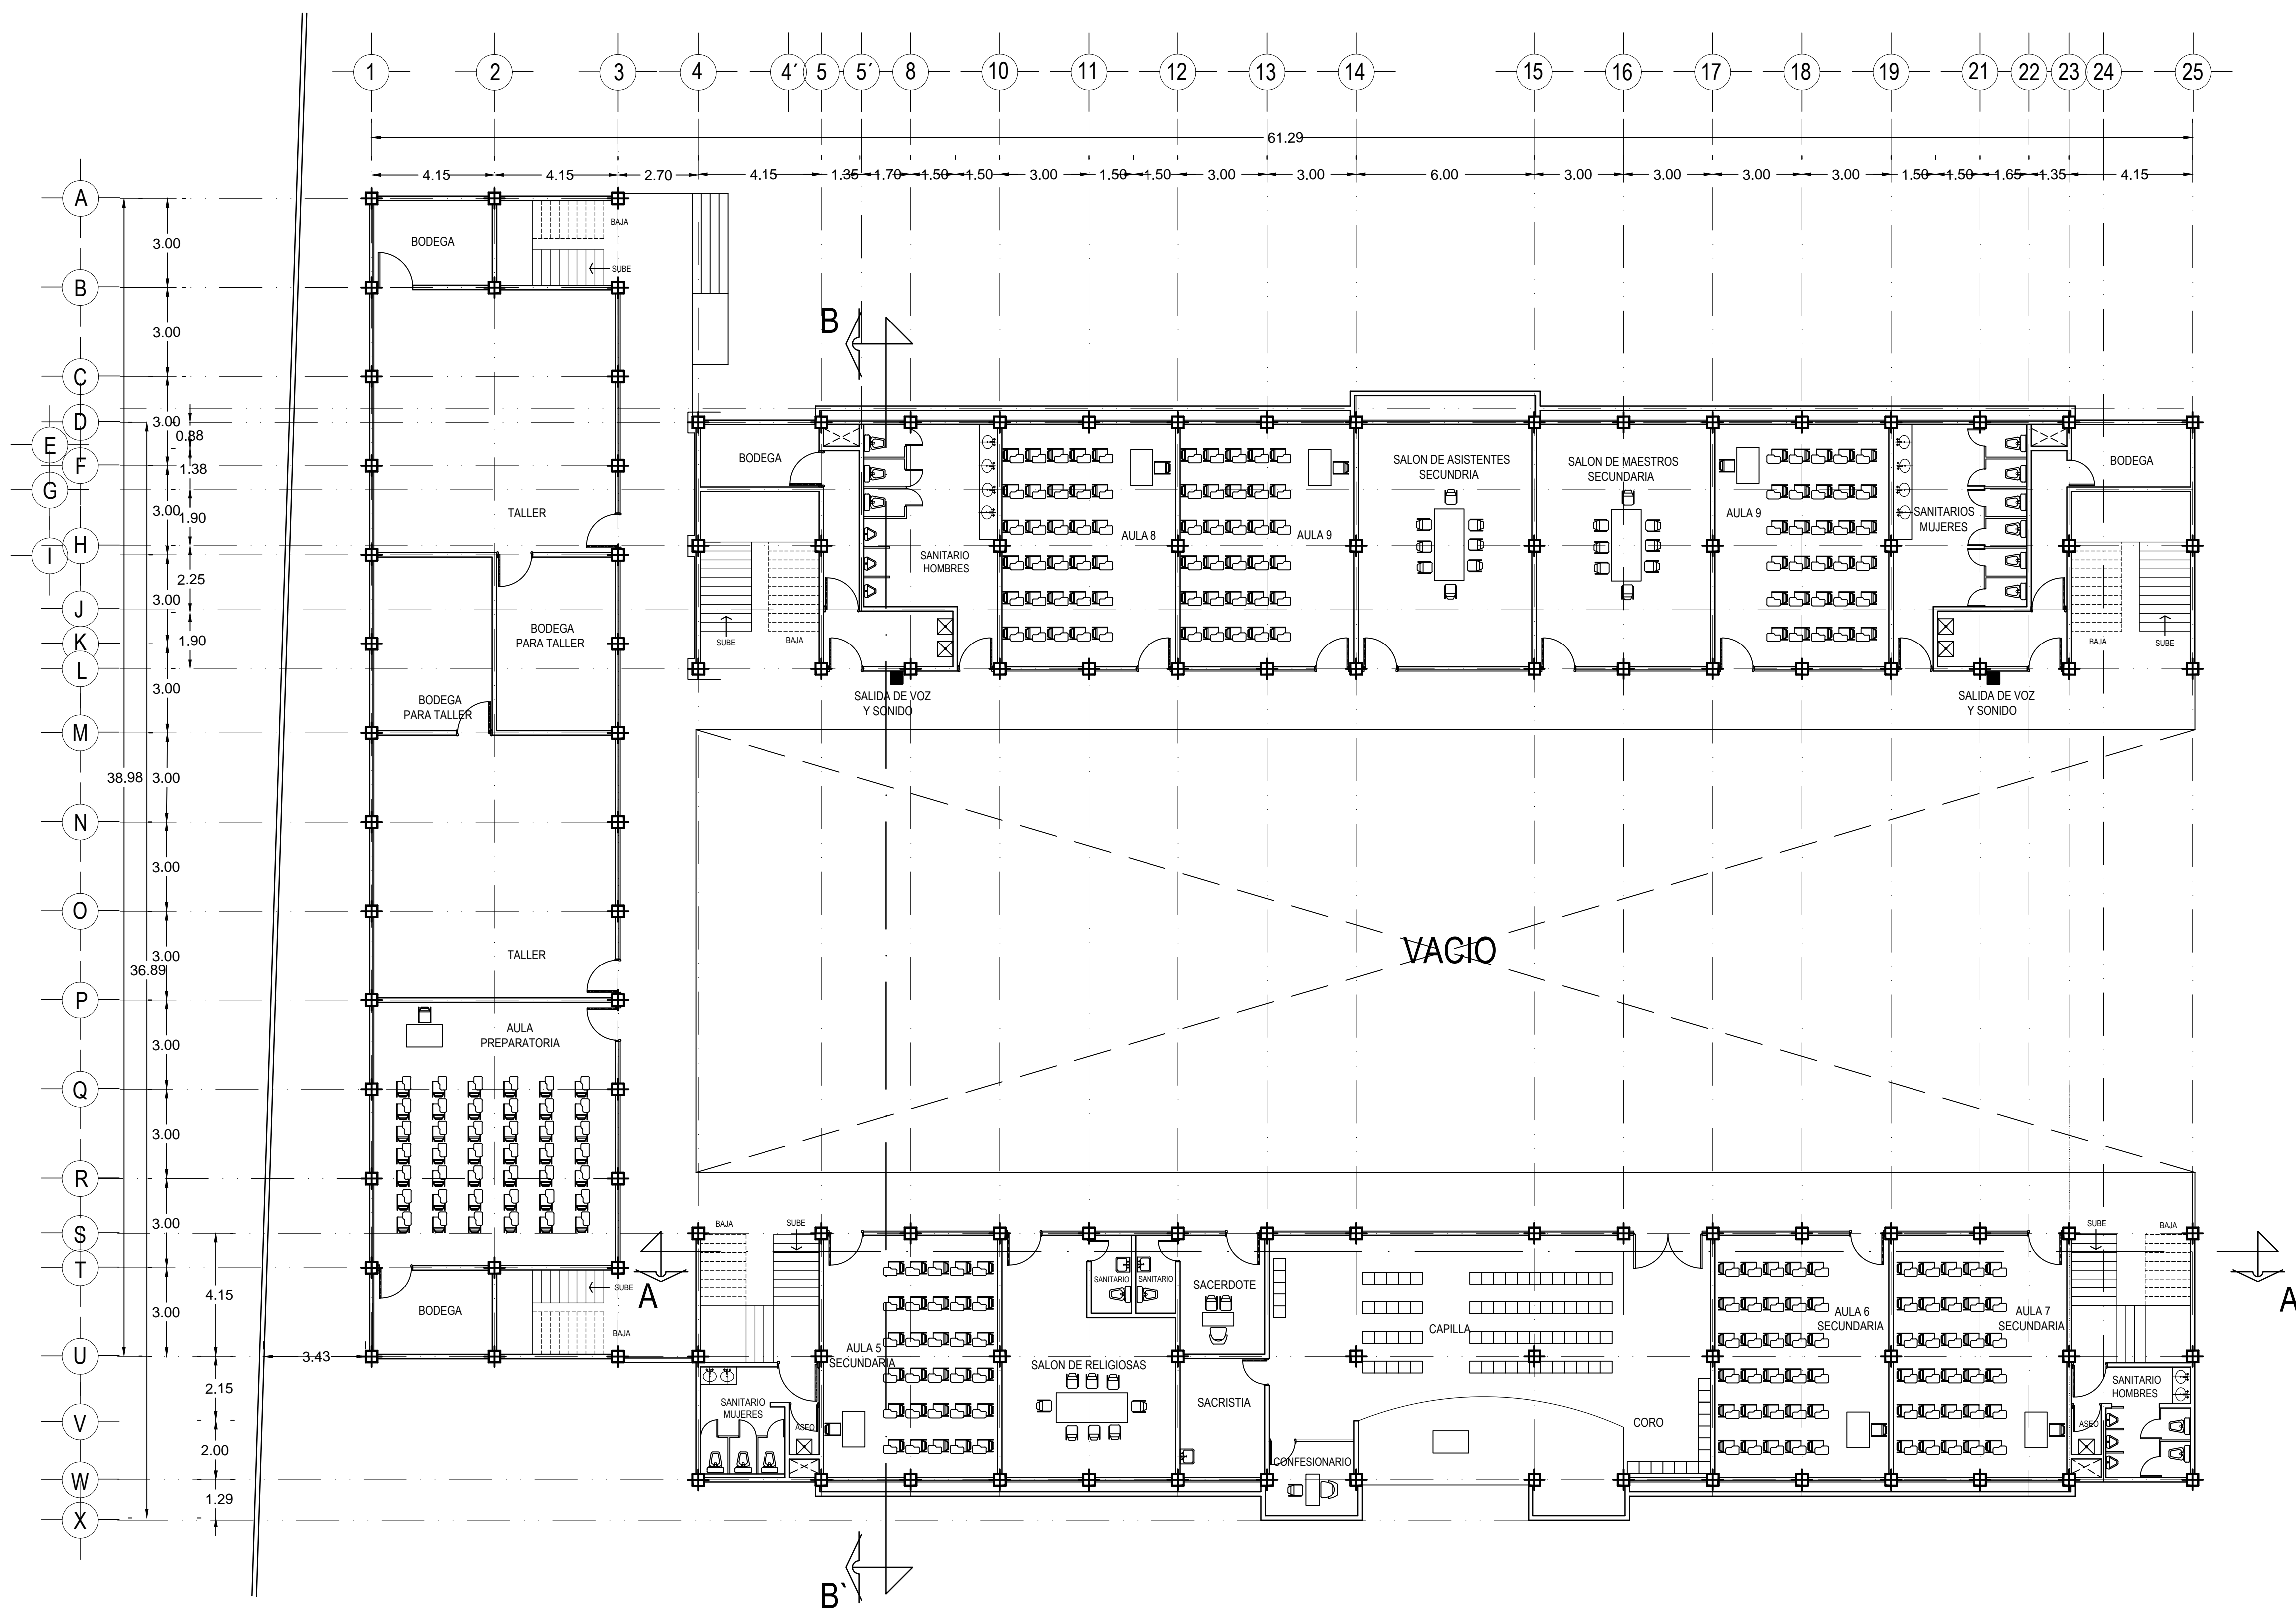 1 2 3 4 4´ 5 5´ 8 10 11 12 13 14 15 16 17 18 19 21 22 23 24 25
61.29
4.15 4.15 2.70 4.15 1.35 1.70 1.50 1.50 3.00 1.50 1.50 3.00 3.00 6.00 3.00 3.00 3.00 3.00 1.50 1.50 1.65 1.35 4.15
A
B
C
D
E
F
G
H
I
J
K
L
M
N
O
P
Q
R
S
T
U
V
W
X
3.00
3.00
3.00
0.88
1.38
3.00
1.90
2.25
3.00
1.90
3.00
38.98
3.00
3.00
3.00
36.89
3.00
3.00
3.00
4.15
3.00
3.43
2.15
2.00
1.29
BODEGA
BAJA
SUBE
TALLER
BODEGA
PARA TALLER
BODEGA
PARA TALLER
TALLER
AULA
PREPARATORIA
BODEGA
SUBE
BAJA
B
BODEGA
SUBE
BAJA
SANITARIO
HOMBRES
SALIDA DE VOZ
Y SONIDO
AULA 8
AULA 9
SALON DE ASISTENTES
SECUNDRIA
SALON DE MAESTROS
SECUNDARIA
AULA 9
SANITARIOS
MUJERES
BODEGA
BAJA
SUBE
SALIDA DE VOZ
Y SONIDO
VACIO
A
BAJA
SUBE
SANITARIO
MUJERES
ASEO
AULA 5
SECUNDARIA
SANITARIO
SANITARIO
SALON DE RELIGIOSAS
SACERDOTE
SACRISTIA
CONFESIONARIO
CAPILLA
CORO
AULA 6
SECUNDARIA
AULA 7
SECUNDARIA
SUBE
BAJA
SANITARIO
HOMBRES
ASEO
A
B`